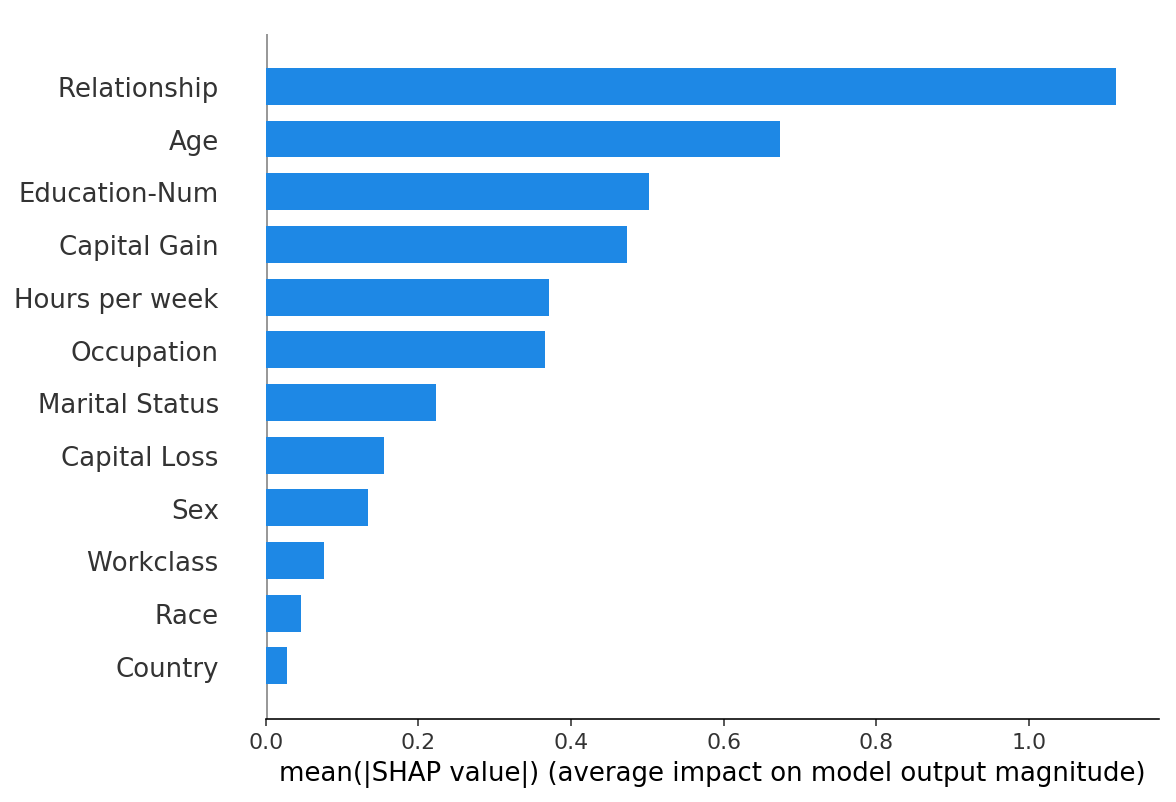 Relationship
Age
Education-Num
Capital Gain
Hours per week
Occupation
Marital Status
Capital Loss
Sex
Workclass
Race
Country
0.0 0.2 0.4 0.6 0.8 1.0
mean(|SHAP value|) (average impact on model output magnitude)